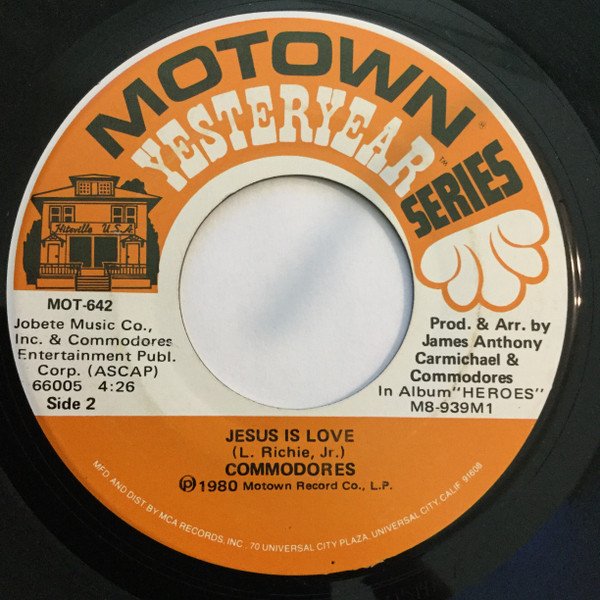 MOTOWN
YESTERYEAR™
SERIES
Hitsville U.S.A.
MOT-642
Jobete Music Co.,
Inc. & Commodores
Entertainment Publ.
Corp. (ASCAP)
66005 4:26
Side 2
Prod. & Arr. by
James Anthony
Carmichael &
Commodores
In Album "HEROES"
M8-939M1
JESUS IS LOVE
(L. Richie, Jr.)
COMMODORES
℗1980 Motown Record Co., L.P.
MFD. AND DIST. BY MCA RECORDS, INC., 70 UNIVERSAL CITY PLAZA, UNIVERSAL CITY, CALIF. 91608